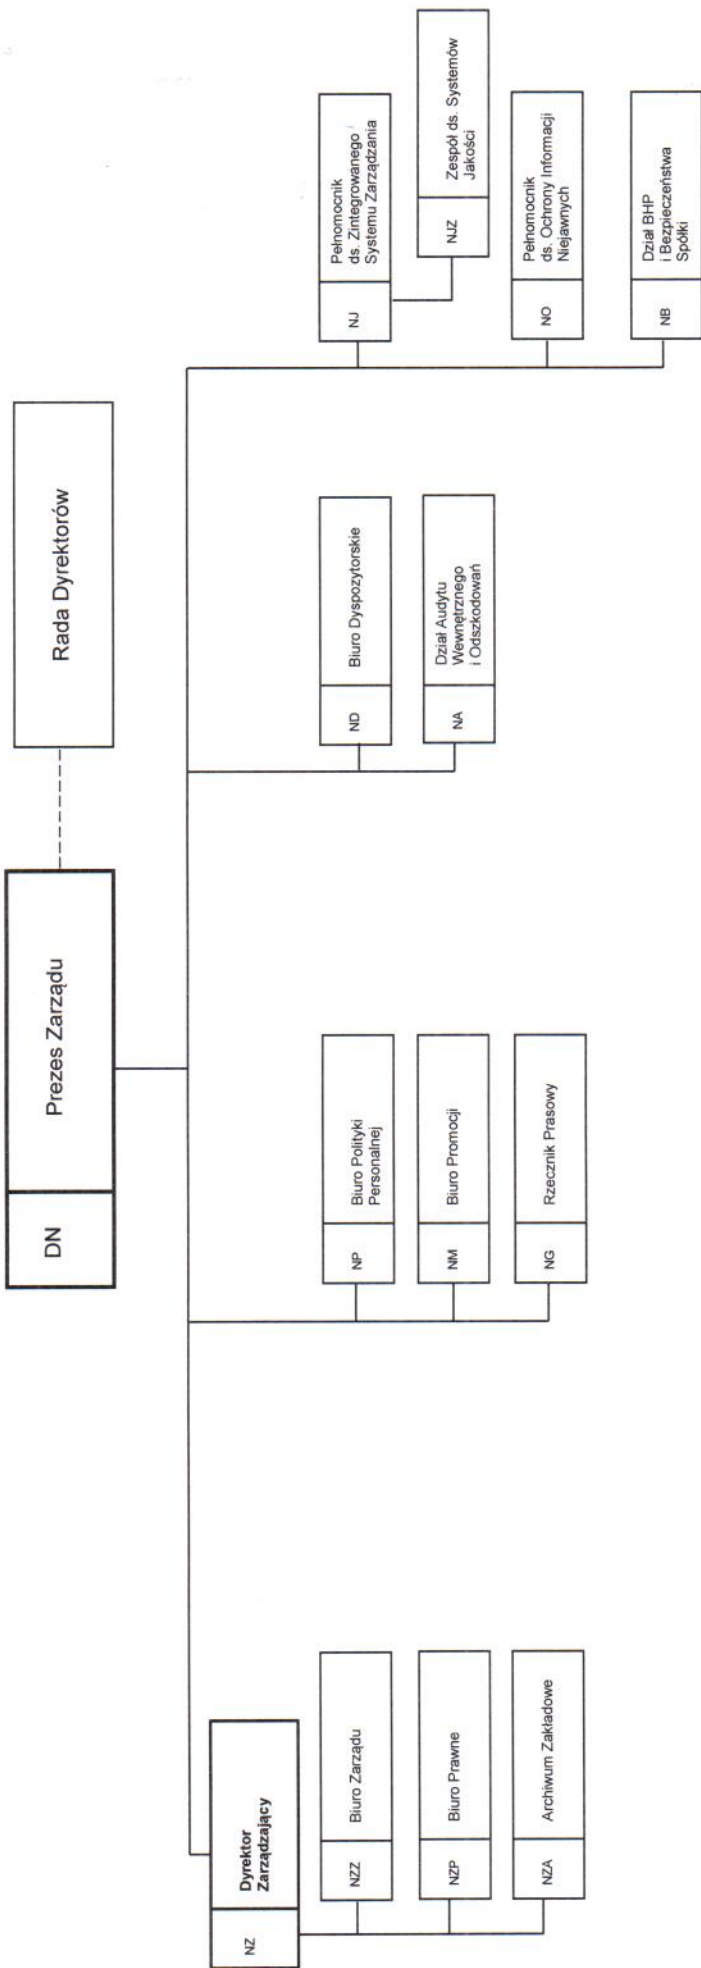 DN
Prezes Zarządu
Rada Dyrektorów
NZ
Dyrektor
Zarządzający
NZZ
Biuro Zarządu
NZP
Biuro Prawne
NZA
Archiwum Zakładowe
NP
Biuro Polityki
Personalnej
NM
Biuro Promocji
NG
Rzecznik Prasowy
ND
Biuro Dyspozytorskie
NA
Dział Audytu
Wewnętrznego
i Odszkodowań
NJ
Pełnomocnik
ds. Zintegrowanego
Systemu Zarządzania
NJZ
Zespół ds. Systemów
Jakości
NO
Pełnomocnik
ds. Ochrony Informacji
Niejawnych
NB
Dział BHP
i Bezpieczeństwa
Spółki